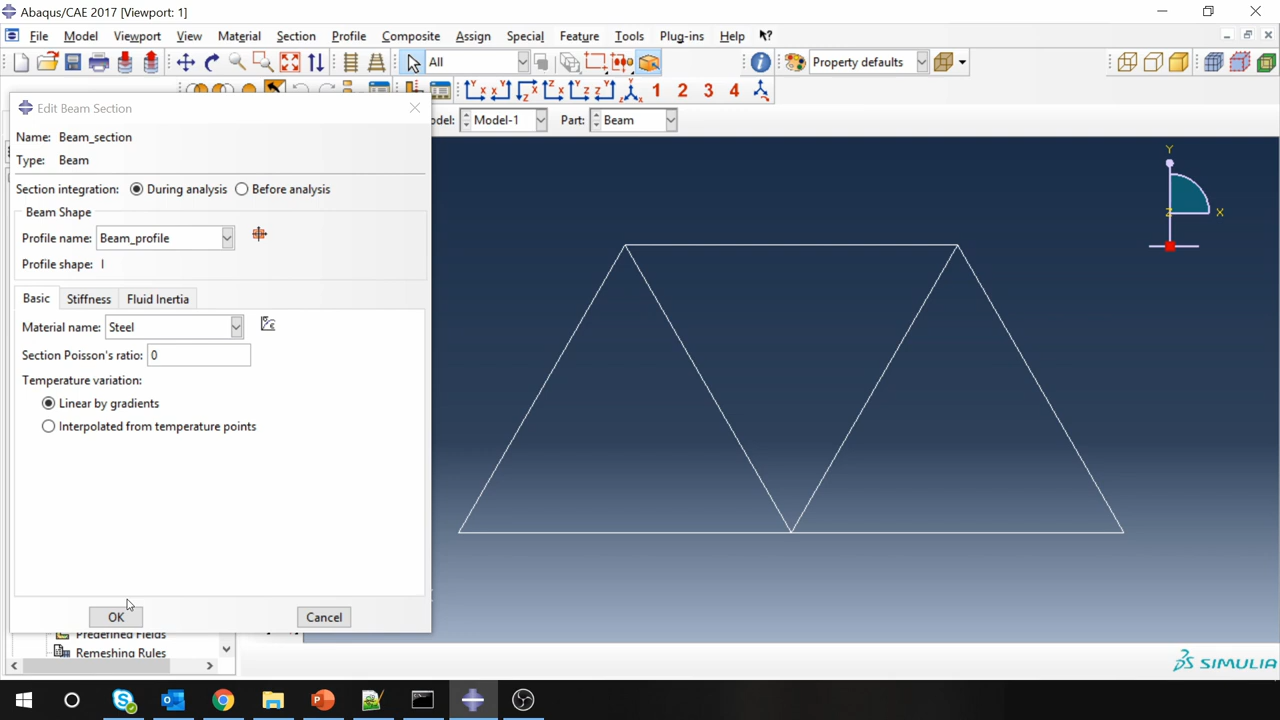 Abaqus/CAE 2017 [Viewport: 1]
File Model Viewport View Material Section Profile Composite Assign Special Feature Tools Plug-ins Help
All
Property defaults
1 2 3 4
Edit Beam Section
Model-1 Part: Beam
Name: Beam_section
Type: Beam
Section integration: During analysis Before analysis
Beam Shape
Profile name: Beam_profile
Profile shape: I
Basic Stiffness Fluid Inertia
Material name: Steel
Section Poisson's ratio: 0
Temperature variation:
Linear by gradients
Interpolated from temperature points
OK Cancel
Predefined Fields
Remeshing Rules
Y
Z X
SIMULIA